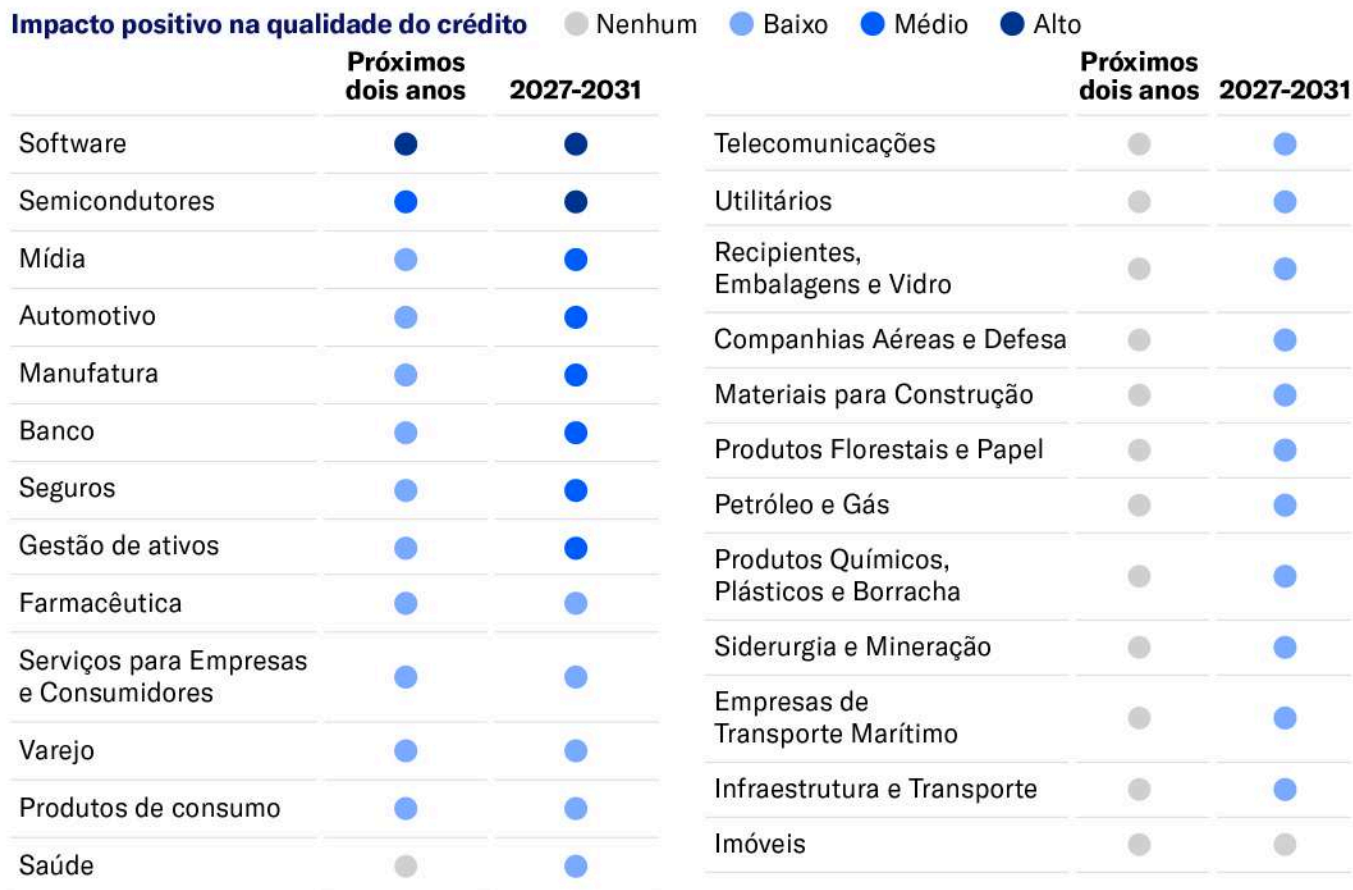 Impacto positivo na qualidade do crédito Nenhum Baixo Médio Alto
Próximos
dois anos 2027-2031
Software
Semicondutores
Mídia
Automotivo
Manufatura
Banco
Seguros
Gestão de ativos
Farmacêutica
Serviços para Empresas
e Consumidores
Varejo
Produtos de consumo
Saúde
Próximos
dois anos 2027-2031
Telecomunicações
Utilitários
Recipientes,
Embalagens e Vidro
Companhias Aéreas e Defesa
Materiais para Construção
Produtos Florestais e Papel
Petróleo e Gás
Produtos Químicos,
Plásticos e Borracha
Siderurgia e Mineração
Empresas de
Transporte Marítimo
Infraestrutura e Transporte
Imóveis